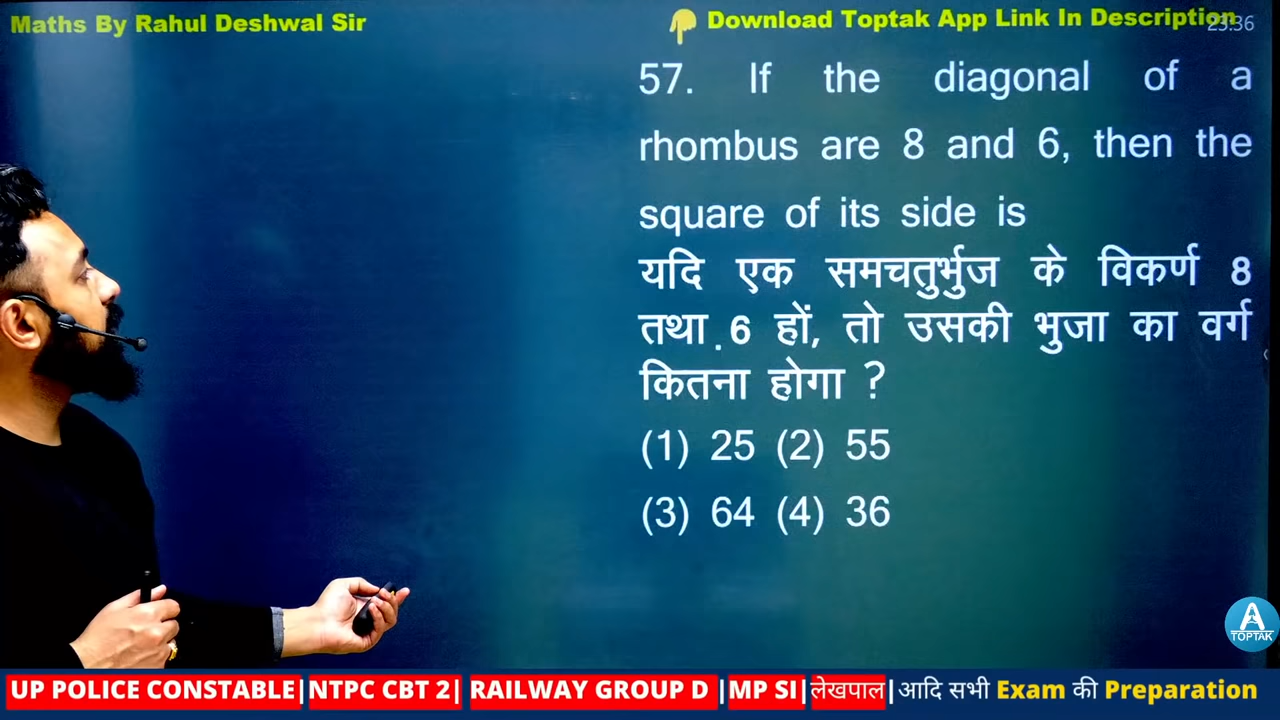 Maths By Rahul Deshwal Sir
Download Toptak App Link In Description
23:36
57. If the diagonal of a
rhombus are 8 and 6, then the
square of its side is
यदि एक समचतुर्भुज के विकर्ण 8
तथा 6 हों, तो उसकी भुजा का वर्ग
कितना होगा ?
(1) 25 (2) 55
(3) 64 (4) 36
A
TOPTAK
UP POLICE CONSTABLE| NTPC CBT 2| RAILWAY GROUP D |MP SI|लेखपाल|आदि सभी Exam की Preparation